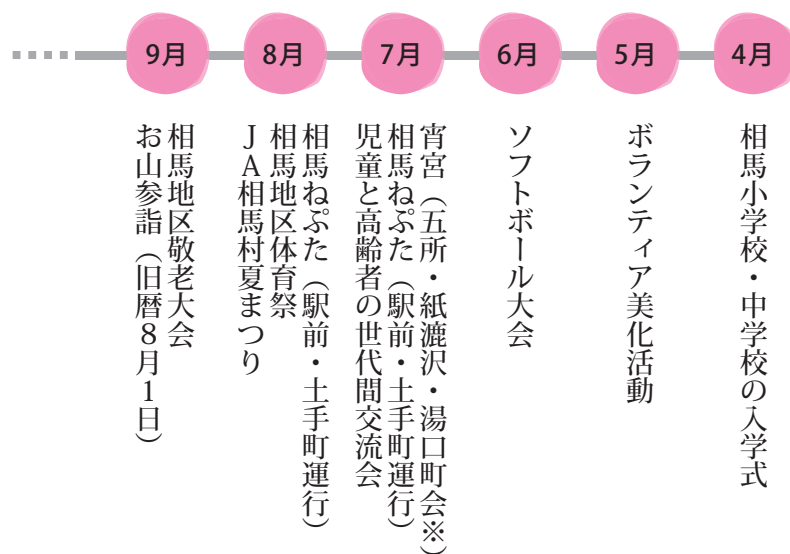 4月
相馬小学校・中学校の入学式
5月
ボランティア美化活動
6月
ソフトボール大会
7月
宵宮（五所・紙漉沢・湯口町会※）
相馬ねぷた（駅前・土手町運行）
児童と高齢者の世代間交流会
8月
相馬ねぷた（駅前・土手町運行）
相馬地区体育祭
JA相馬村夏まつり
9月
相馬地区敬老大会
お山参詣（旧暦8月1日）